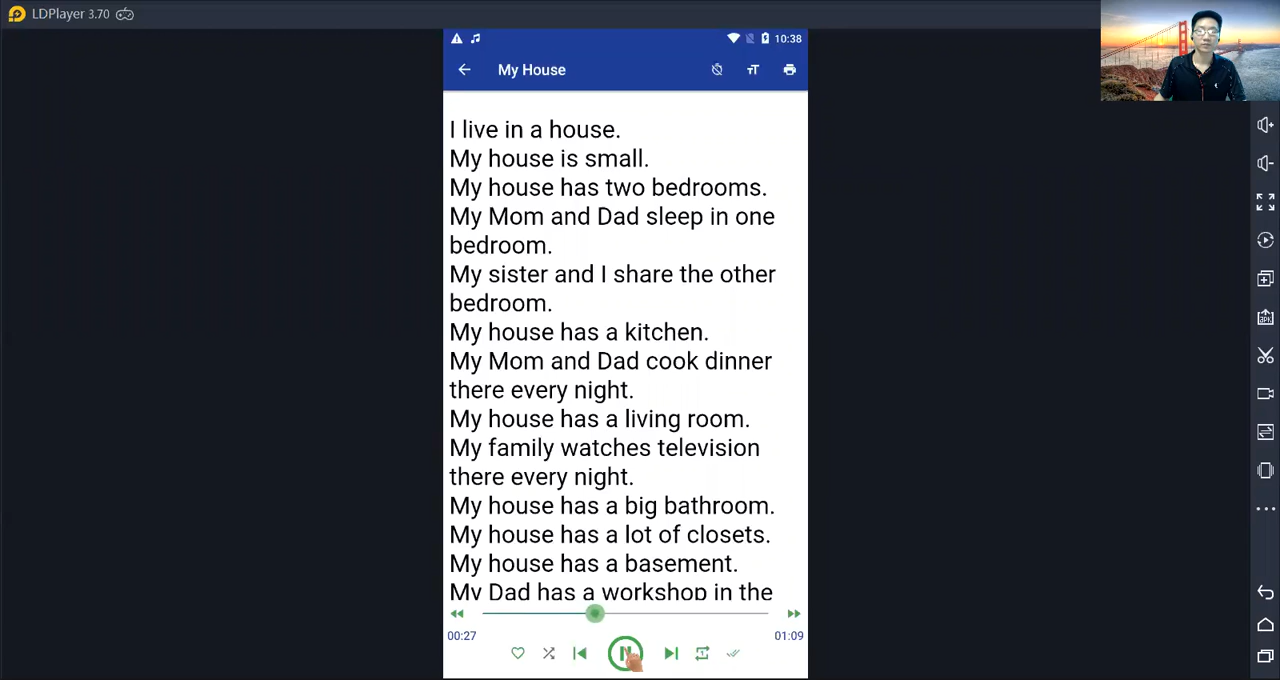 LDPlayer 3.70
10:38
My House
I live in a house.
My house is small.
My house has two bedrooms.
My Mom and Dad sleep in one
bedroom.
My sister and I share the other
bedroom.
My house has a kitchen.
My Mom and Dad cook dinner
there every night.
My house has a living room.
My family watches television
there every night.
My house has a big bathroom.
My house has a lot of closets.
My house has a basement.
My Dad has a workshop in the
00:27
01:09